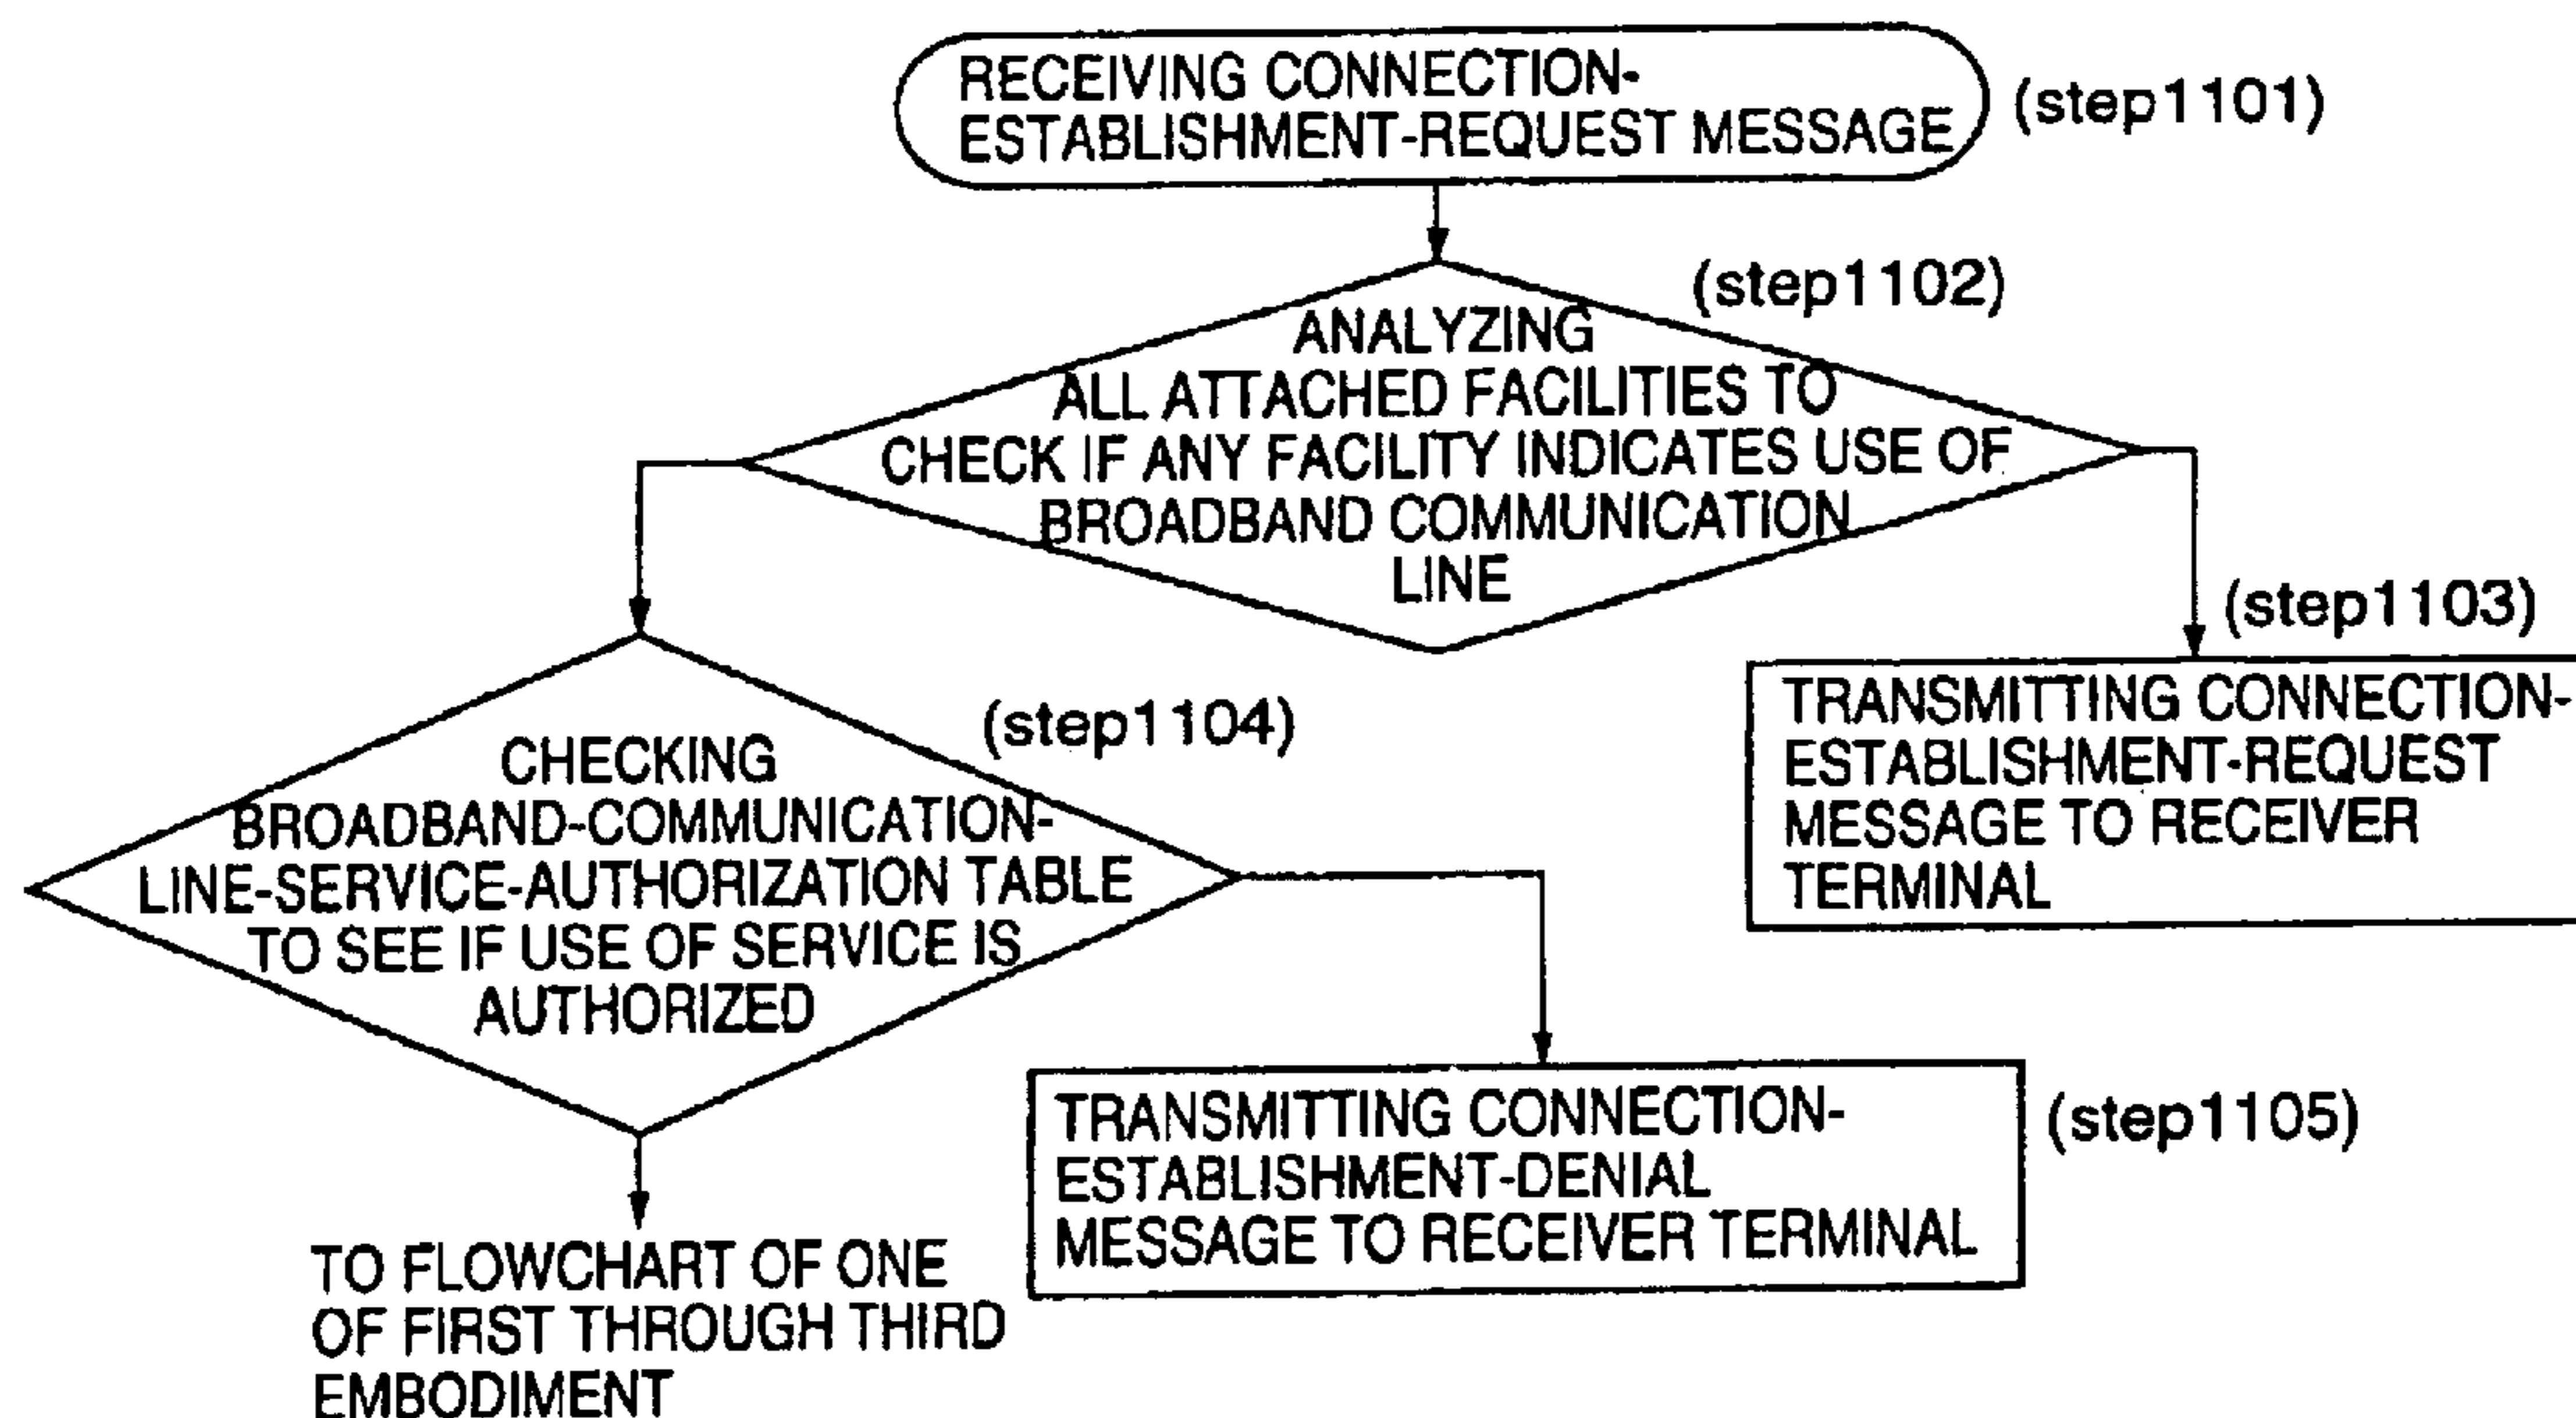 RECEIVING CONNECTION-
ESTABLISHMENT-REQUEST MESSAGE
(step1101)
(step1102)
ANALYZING
ALL ATTACHED FACILITIES TO
CHECK IF ANY FACILITY INDICATES USE OF
BROADBAND COMMUNICATION
LINE
(step1103)
TRANSMITTING CONNECTION-
ESTABLISHMENT-REQUEST
MESSAGE TO RECEIVER
TERMINAL
(step1104)
CHECKING
BROADBAND-COMMUNICATION-
LINE-SERVICE-AUTHORIZATION TABLE
TO SEE IF USE OF SERVICE IS
AUTHORIZED
TRANSMITTING CONNECTION-
ESTABLISHMENT-DENIAL
MESSAGE TO RECEIVER TERMINAL
(step1105)
TO FLOWCHART OF ONE
OF FIRST THROUGH THIRD
EMBODIMENT